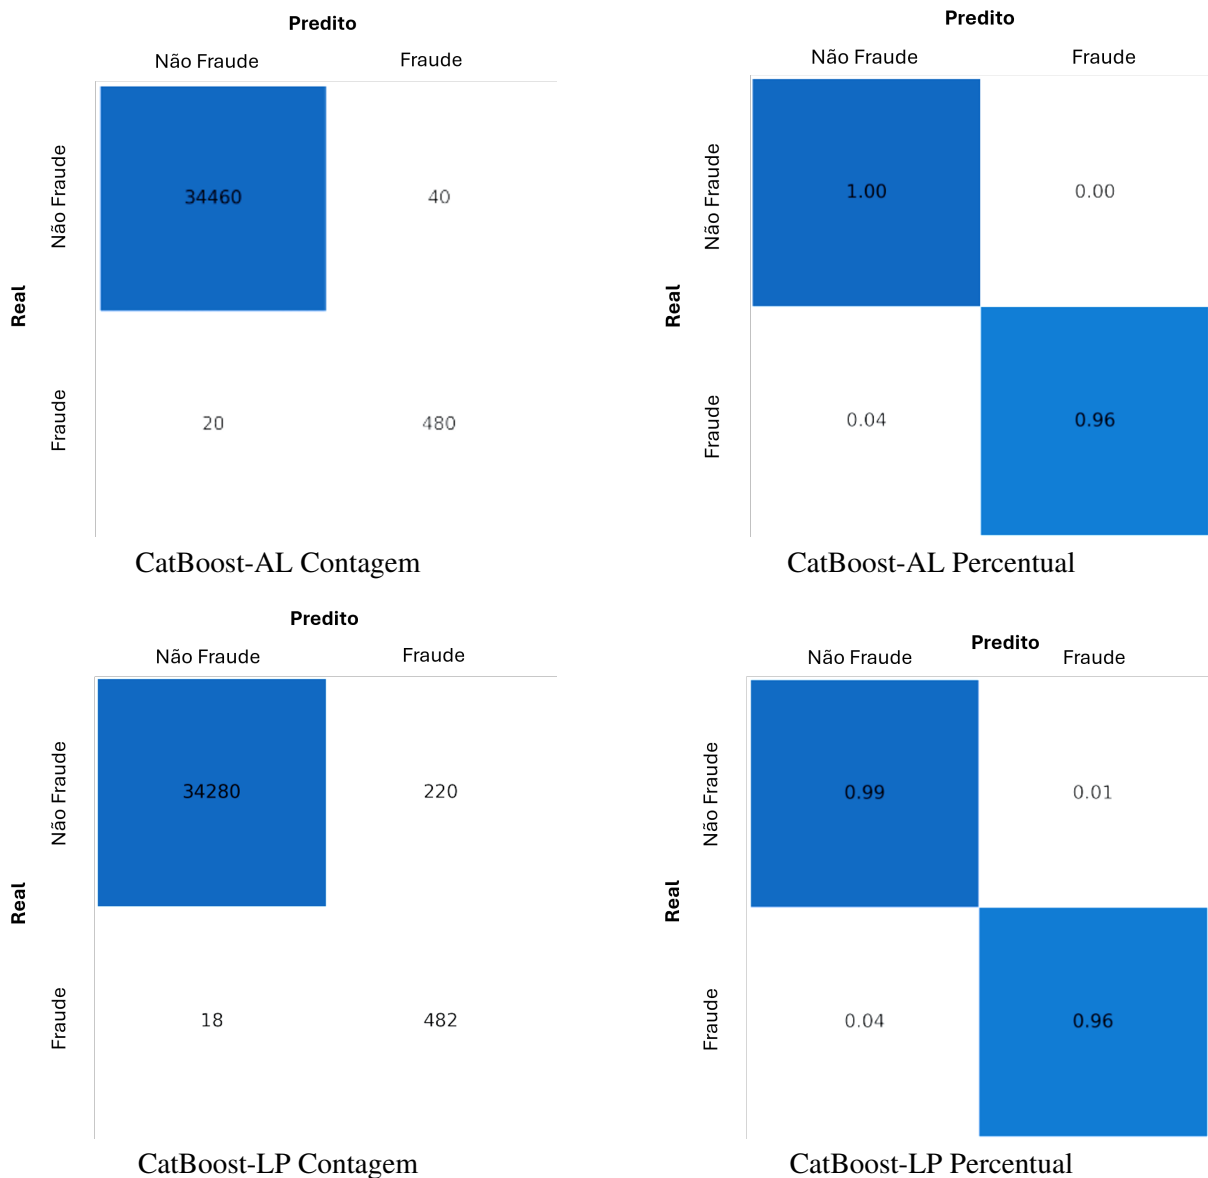 Predito
Não Fraude Fraude
Real
Não Fraude
34460 40
Fraude
20 480
CatBoost-AL Contagem
Predito
Não Fraude Fraude
Real
Não Fraude
1.00 0.00
Fraude
0.04 0.96
CatBoost-AL Percentual
Predito
Não Fraude Fraude
Real
Não Fraude
34280 220
Fraude
18 482
CatBoost-LP Contagem
Predito
Não Fraude Fraude
Real
Não Fraude
0.99 0.01
Fraude
0.04 0.96
CatBoost-LP Percentual